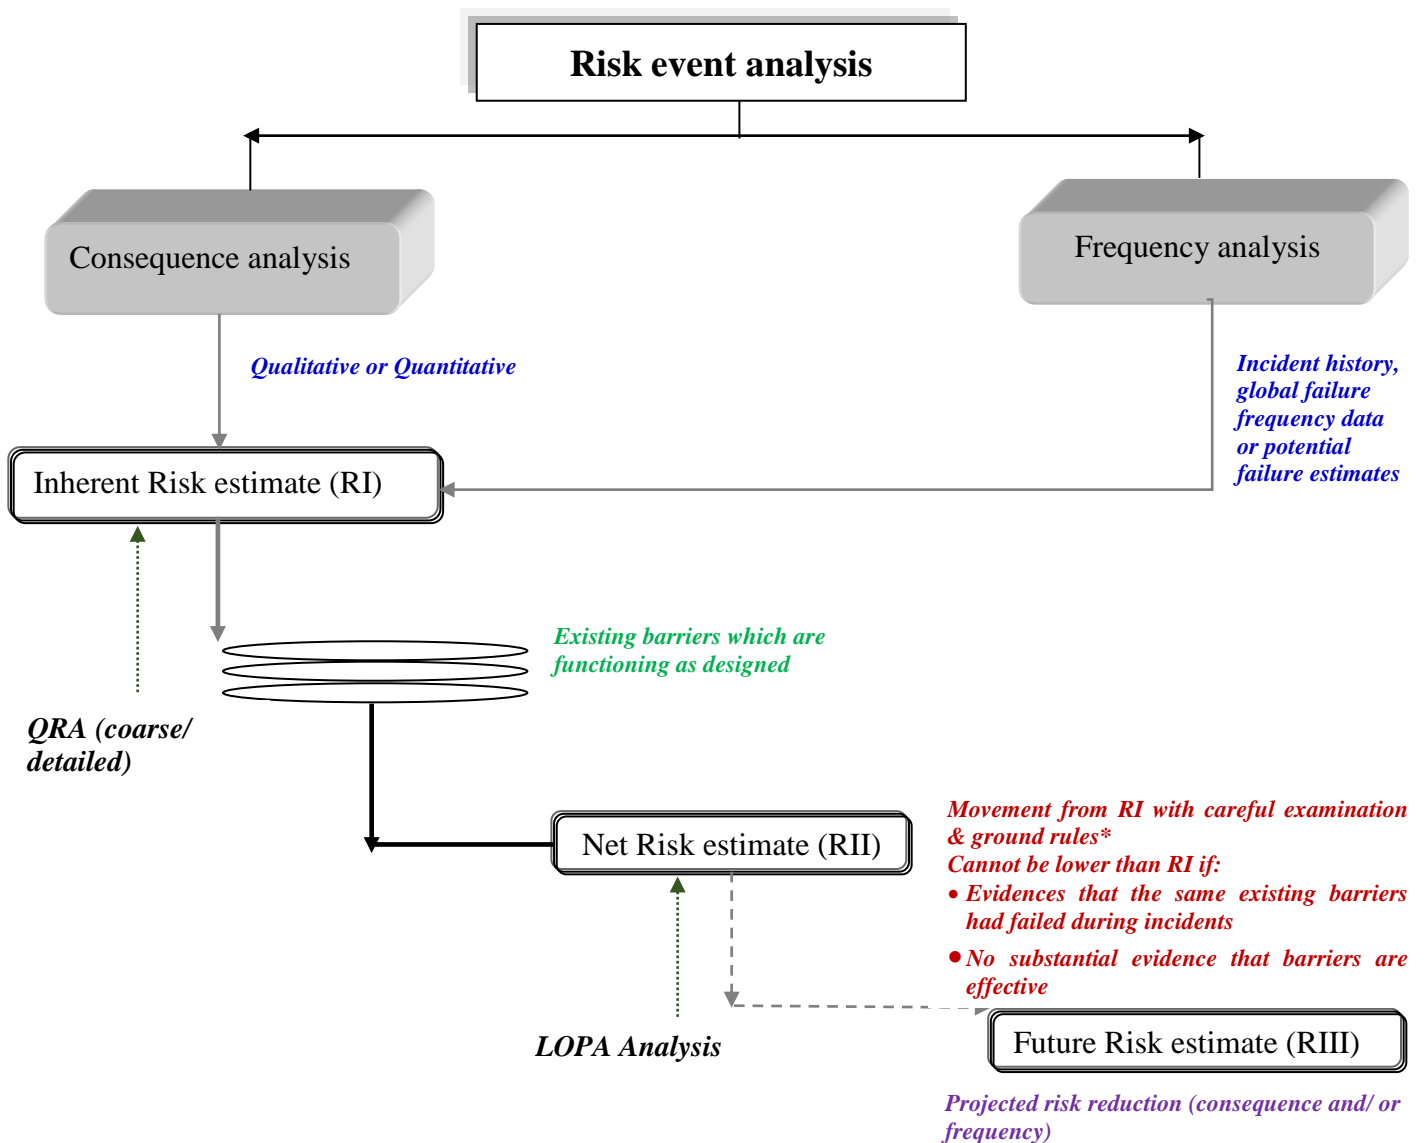 Risk event analysis
Consequence analysis
Frequency analysis
Qualitative or Quantitative
Incident history,
global failure
frequency data
or potential
failure estimates
Inherent Risk estimate (RI)
Existing barriers which are
functioning as designed
QRA (coarse/
detailed)
Net Risk estimate (RII)
Movement from RI with careful examination
& ground rules*
Cannot be lower than RI if:
• Evidences that the same existing barriers
had failed during incidents
• No substantial evidence that barriers are
effective
LOPA Analysis
Future Risk estimate (RIII)
Projected risk reduction (consequence and/ or
frequency)